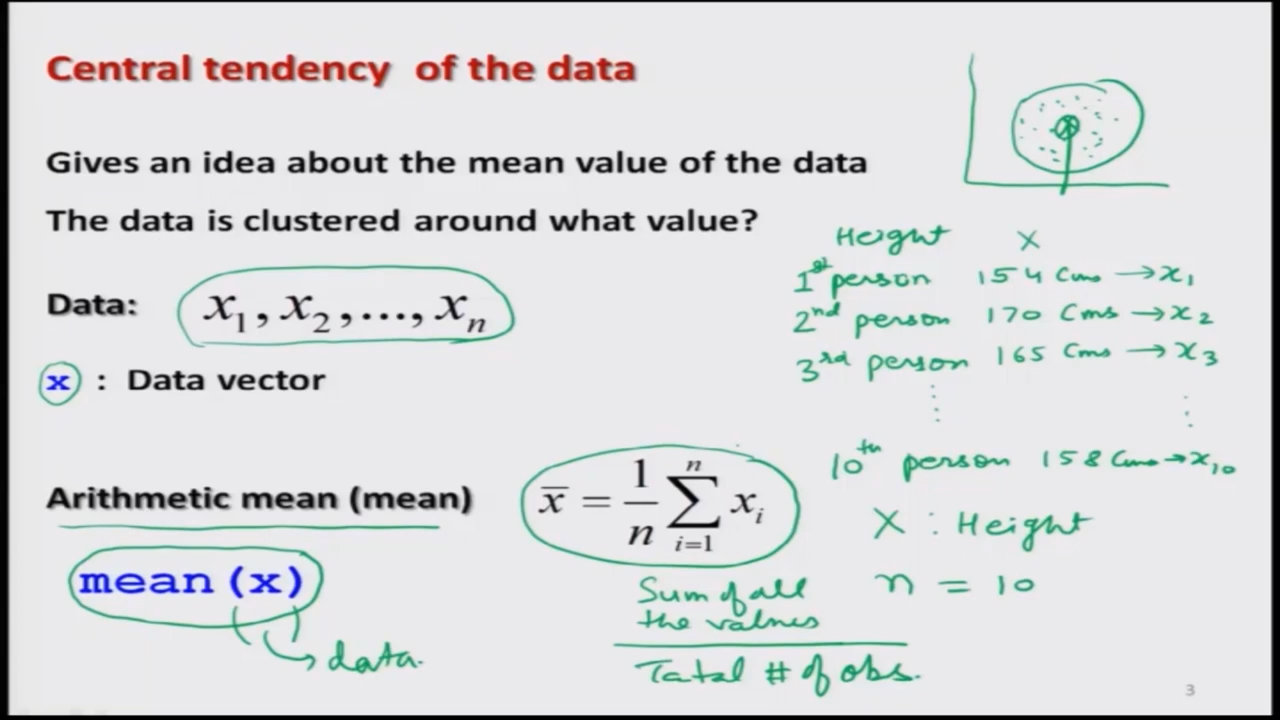 Central tendency of the data
Gives an idea about the mean value of the data
The data is clustered around what value?
Data: x₁, x₂, ..., xₙ
x : Data vector
Arithmetic mean (mean)
x̄ = 1/n ∑ᵢ₌₁ⁿ xᵢ
mean (x)
data.
Sum of all
the values
Tatal # of obs.
Height X
1st person 154 Cms → x₁
2nd person 170 Cms → x₂
3rd person 165 Cms → x₃
10th person 158 Cms → x₁₀
X : Height
n = 10
3